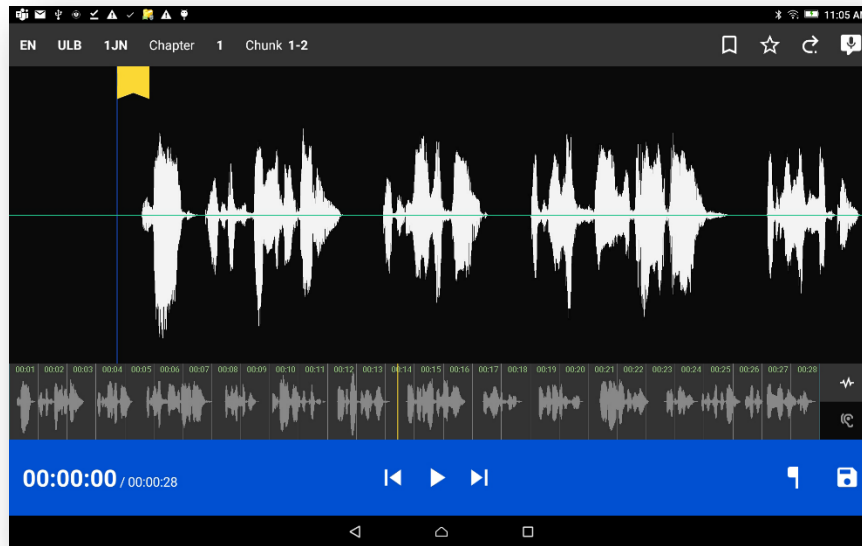 11:05 AM
EN ULB 1JN Chapter 1 Chunk 1-2
00:01 00:02 00:03 00:04 00:05 00:06 00:07 00:08 00:09 00:10 00:11 00:12 00:13 00:14 00:15 00:16 00:17 00:18 00:19 00:20 00:21 00:22 00:23 00:24 00:25 00:26 00:27 00:28
00:00:00 / 00:00:28